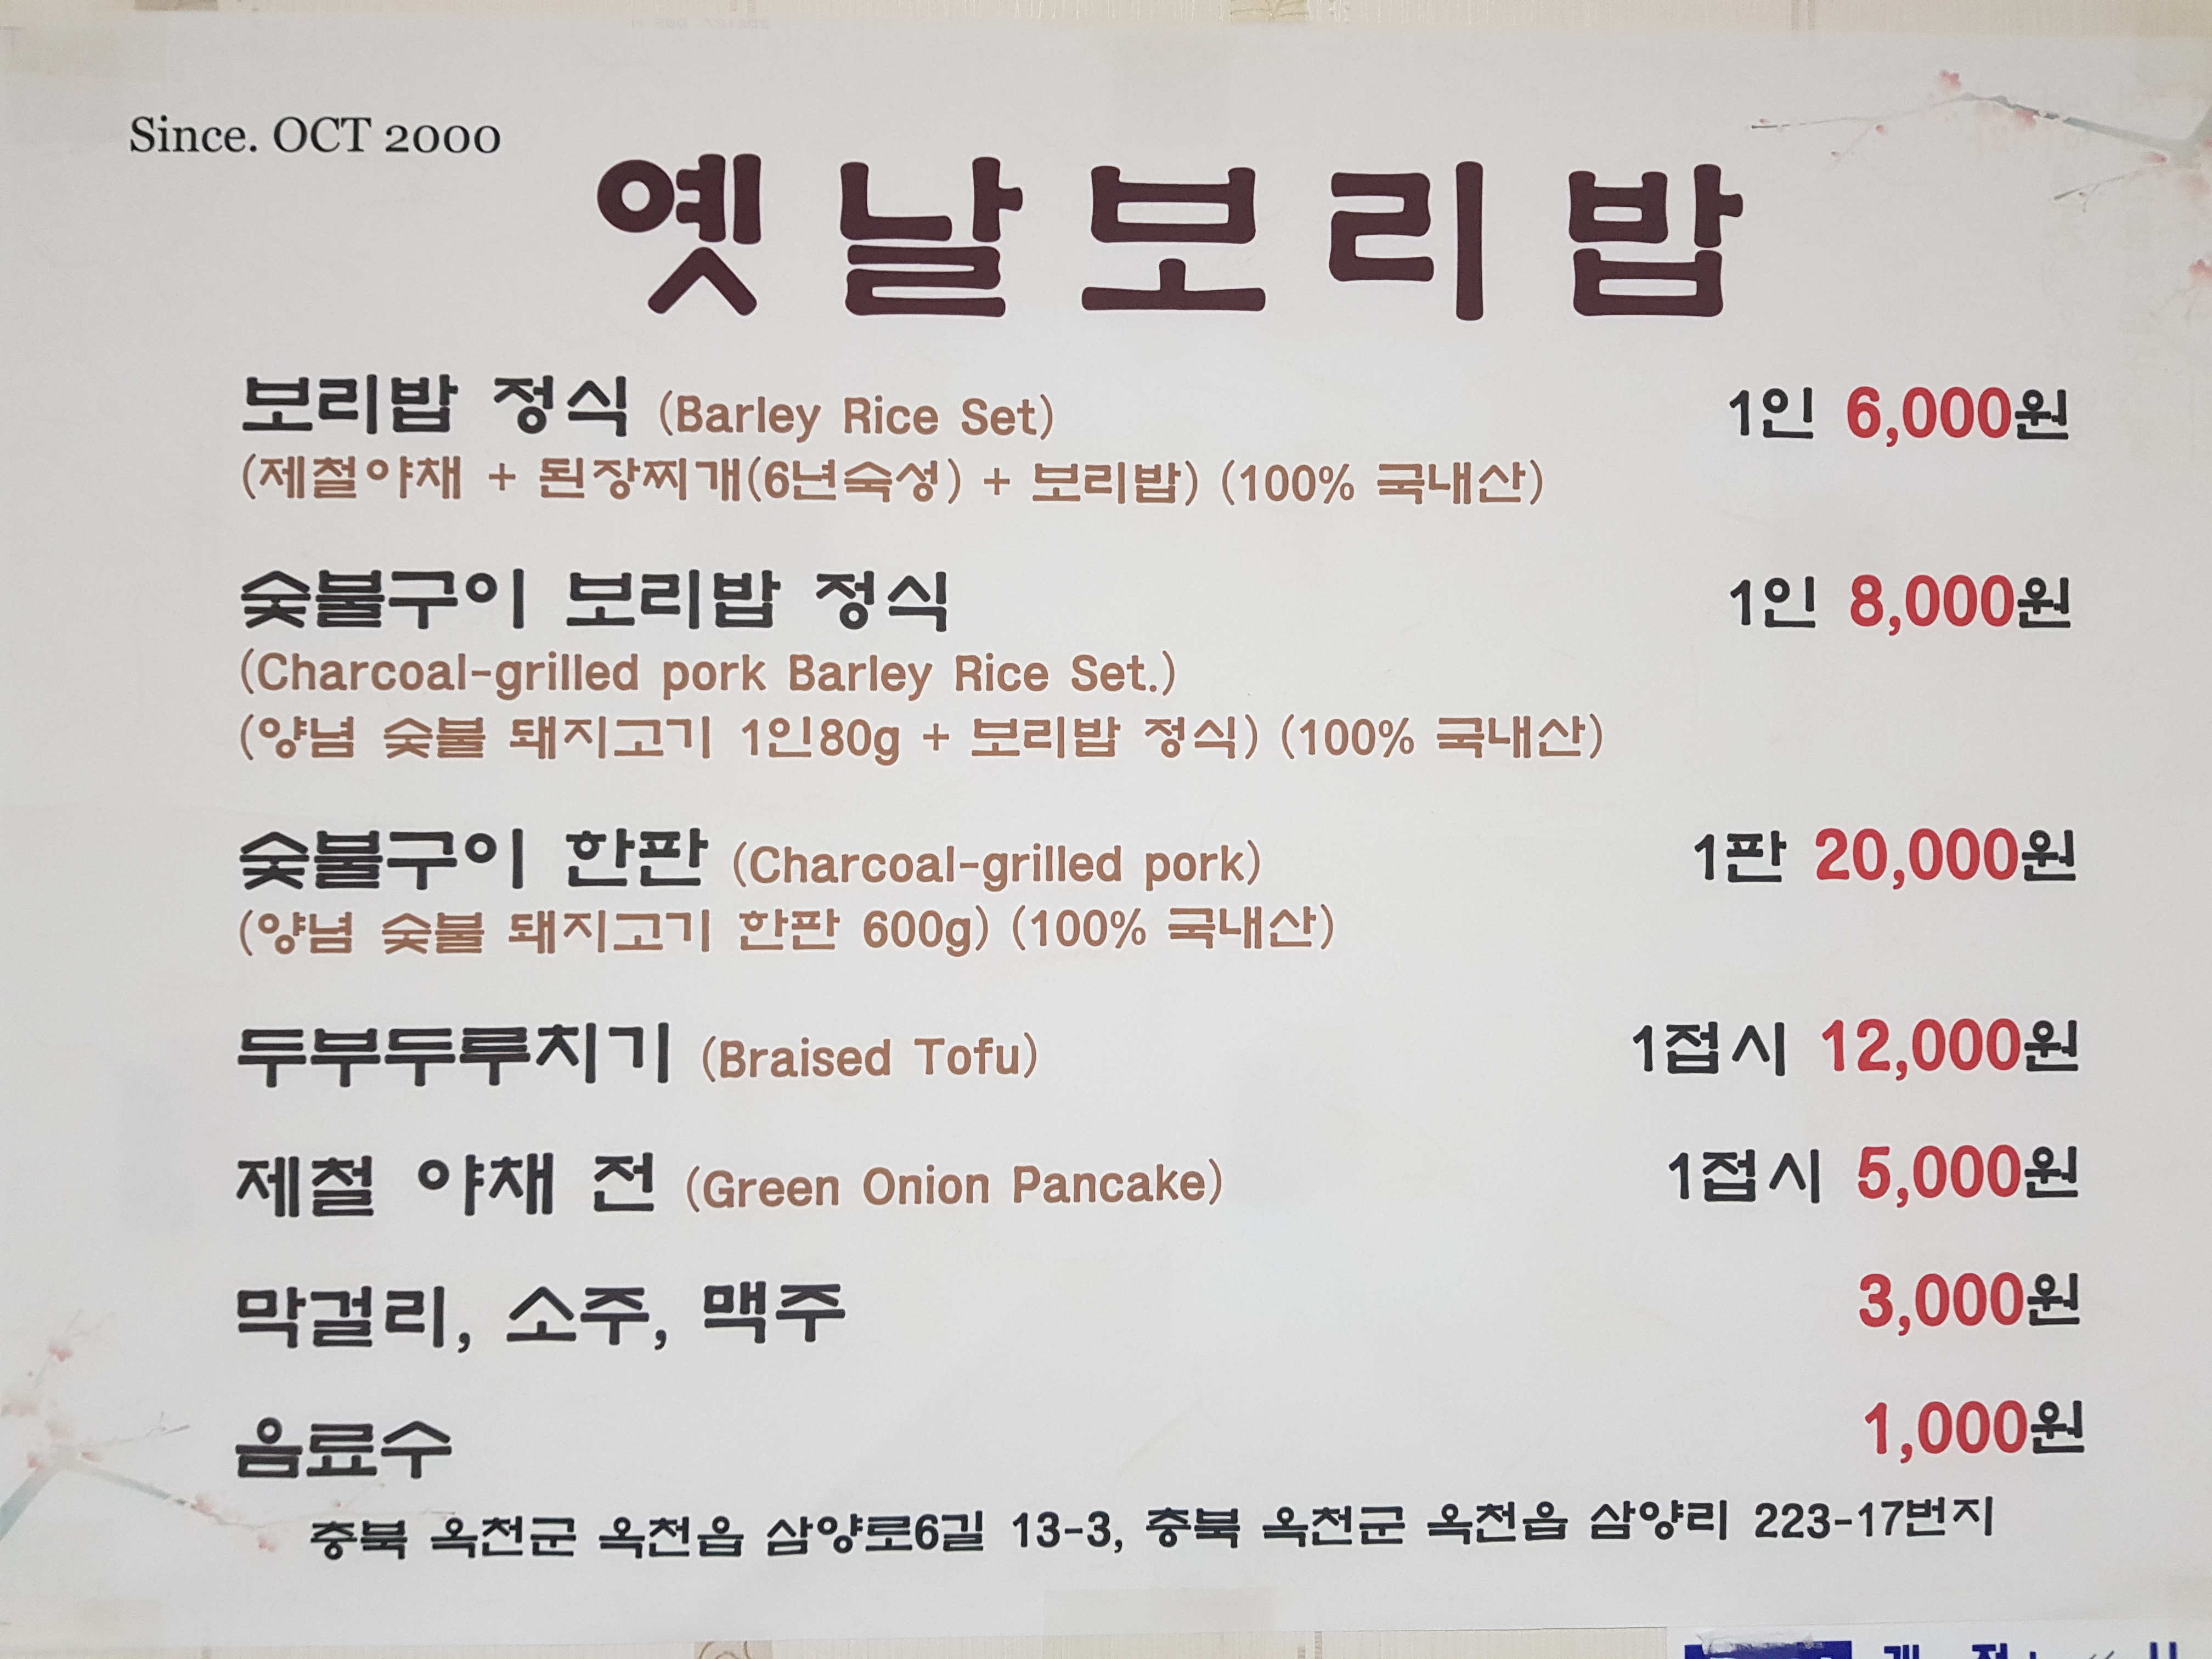 Since. OCT 2000
옛날보리밥
보리밥 정식 (Barley Rice Set) 1인 6,000원
(제철야채 + 된장찌개(6년숙성) + 보리밥) (100% 국내산)
숯불구이 보리밥 정식 1인 8,000원
(Charcoal-grilled pork Barley Rice Set.)
(양념 숯불 돼지고기 1인80g + 보리밥 정식) (100% 국내산)
숯불구이 한판 (Charcoal-grilled pork) 1판 20,000원
(양념 숯불 돼지고기 한판 600g) (100% 국내산)
두부두루치기 (Braised Tofu) 1접시 12,000원
제철 야채 전 (Green Onion Pancake) 1접시 5,000원
막걸리, 소주, 맥주 3,000원
음료수 1,000원
충북 옥천군 옥천읍 삼양로6길 13-3, 충북 옥천군 옥천읍 삼양리 223-17번지